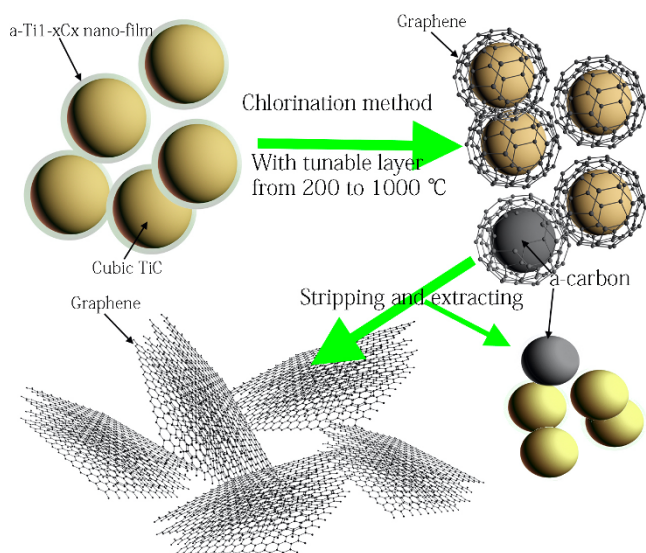 a-Ti1-xCx nano-film
Graphene
Chlorination method
With tunable layer
from 200 to 1000 ℃
Cubic TiC
Graphene
Stripping and extracting
a-carbon